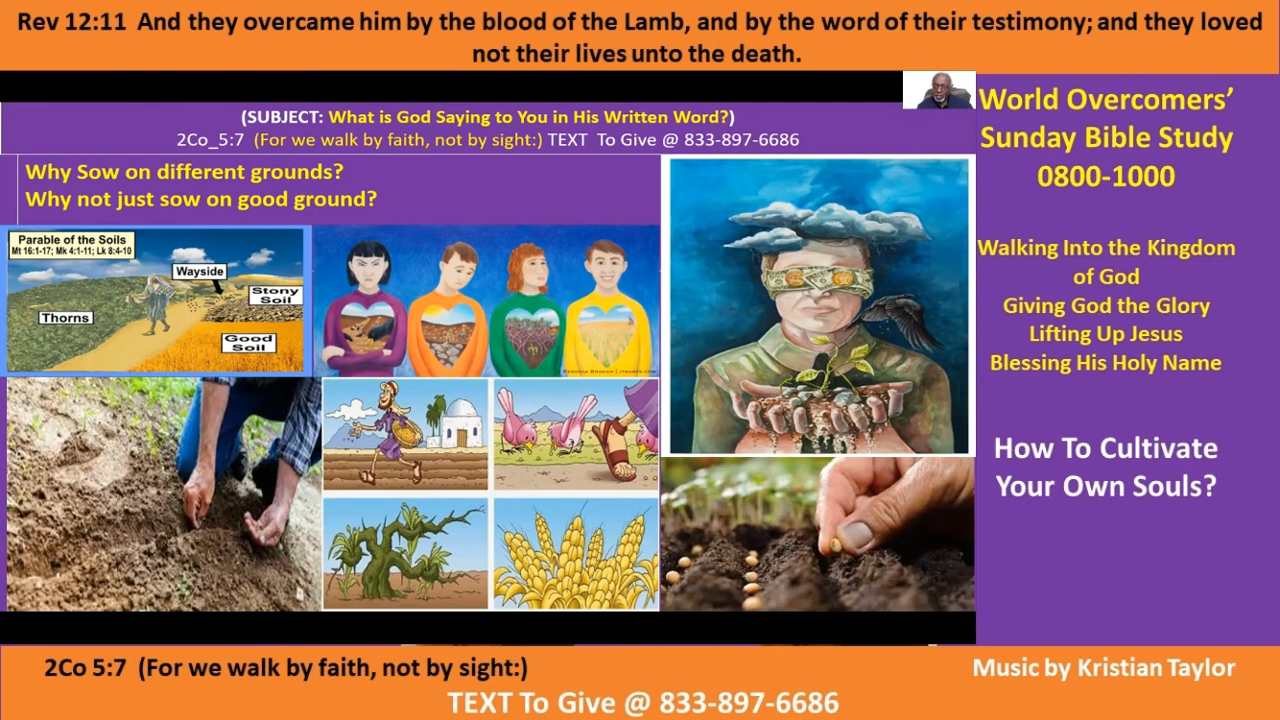 Rev 12:11 And they overcame him by the blood of the Lamb, and by the word of their testimony; and they loved
not their lives unto the death.
(SUBJECT: What is God Saying to You in His Written Word?)
2Co_5:7 (For we walk by faith, not by sight:) TEXT To Give @ 833-897-6686
Why Sow on different grounds?
Why not just sow on good ground?
Parable of the Soils
Mt 16:1-17; Mk 4:1-11; Lk 8:4-10
Wayside
Stony
Soil
Thorns
Good
Soil
World Overcomers’
Sunday Bible Study
0800-1000
Walking Into the Kingdom
of God
Giving God the Glory
Lifting Up Jesus
Blessing His Holy Name
How To Cultivate
Your Own Souls?
2Co 5:7 (For we walk by faith, not by sight:)
Music by Kristian Taylor
TEXT To Give @ 833-897-6686